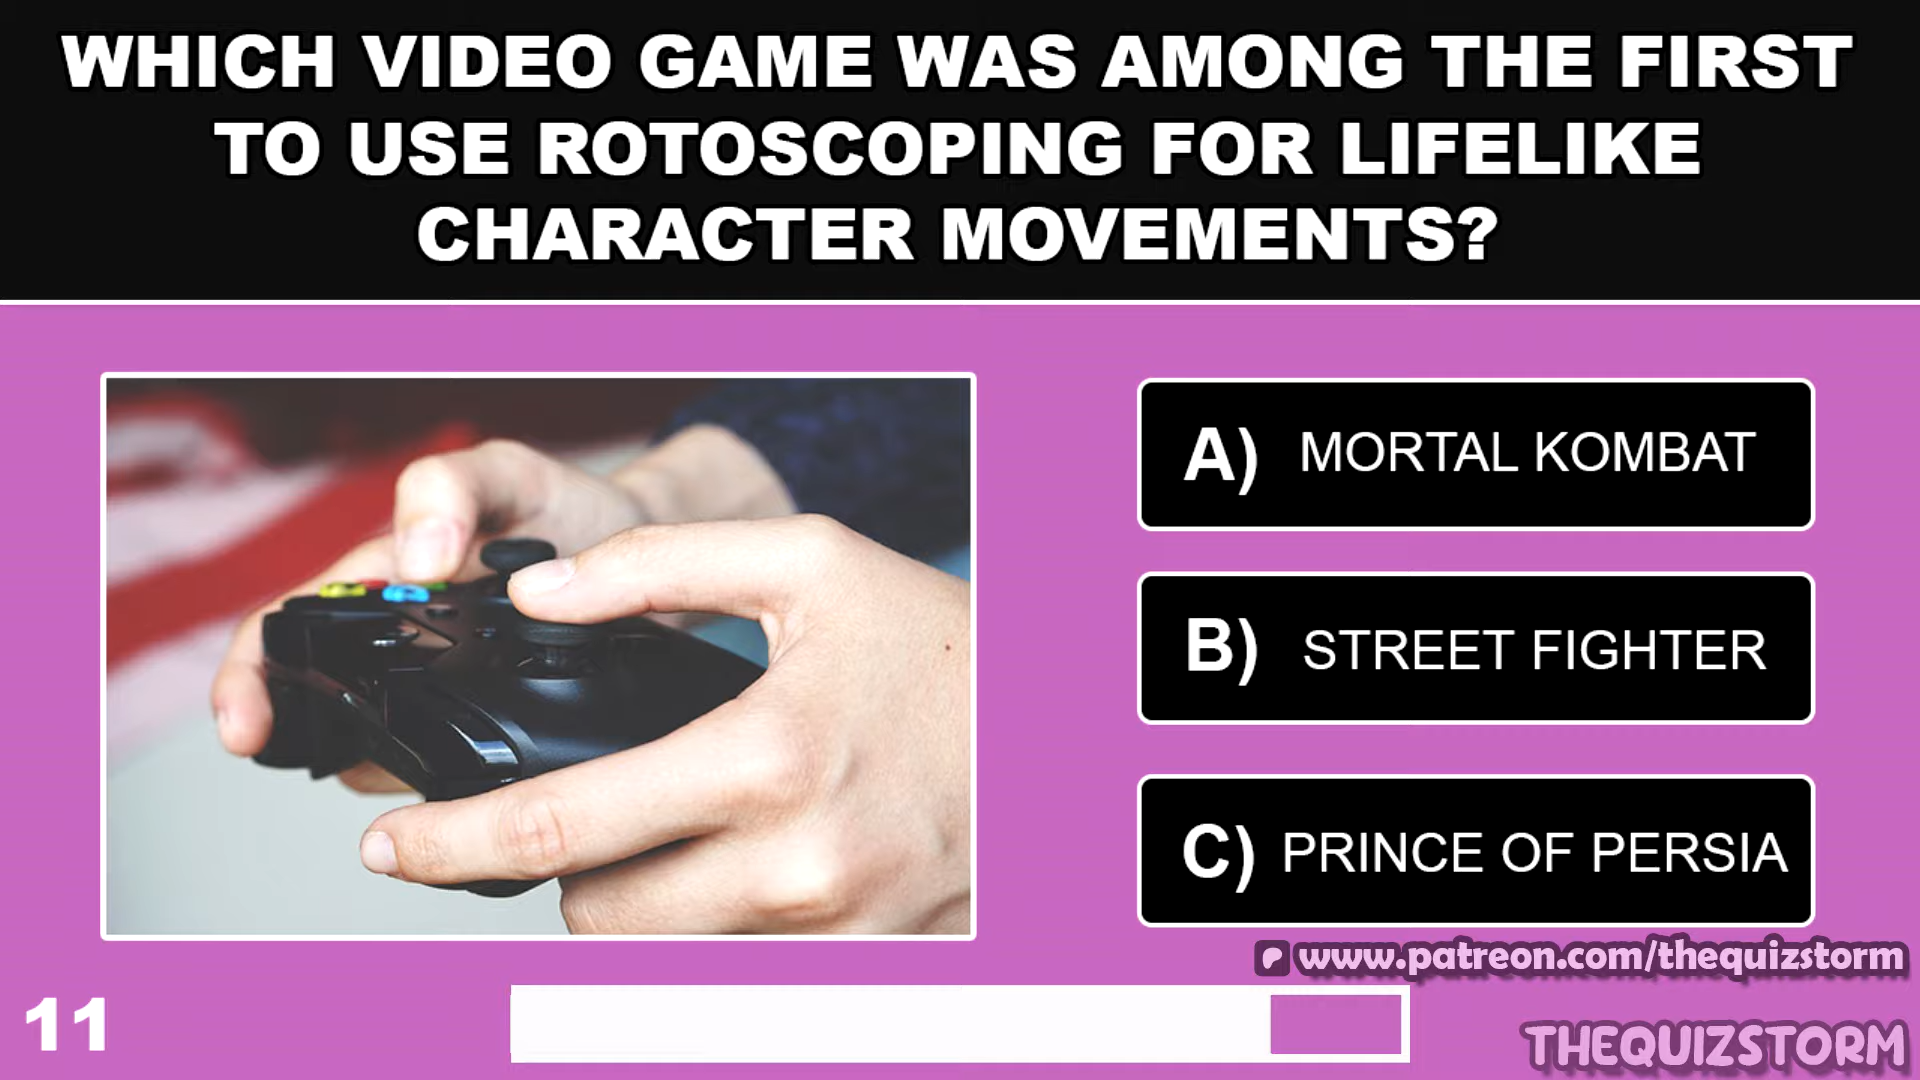 WHICH VIDEO GAME WAS AMONG THE FIRST
TO USE ROTOSCOPING FOR LIFELIKE
CHARACTER MOVEMENTS?
A) MORTAL KOMBAT
B) STREET FIGHTER
C) PRINCE OF PERSIA
www.patreon.com/thequizstorm
11
THEQUIZSTORM